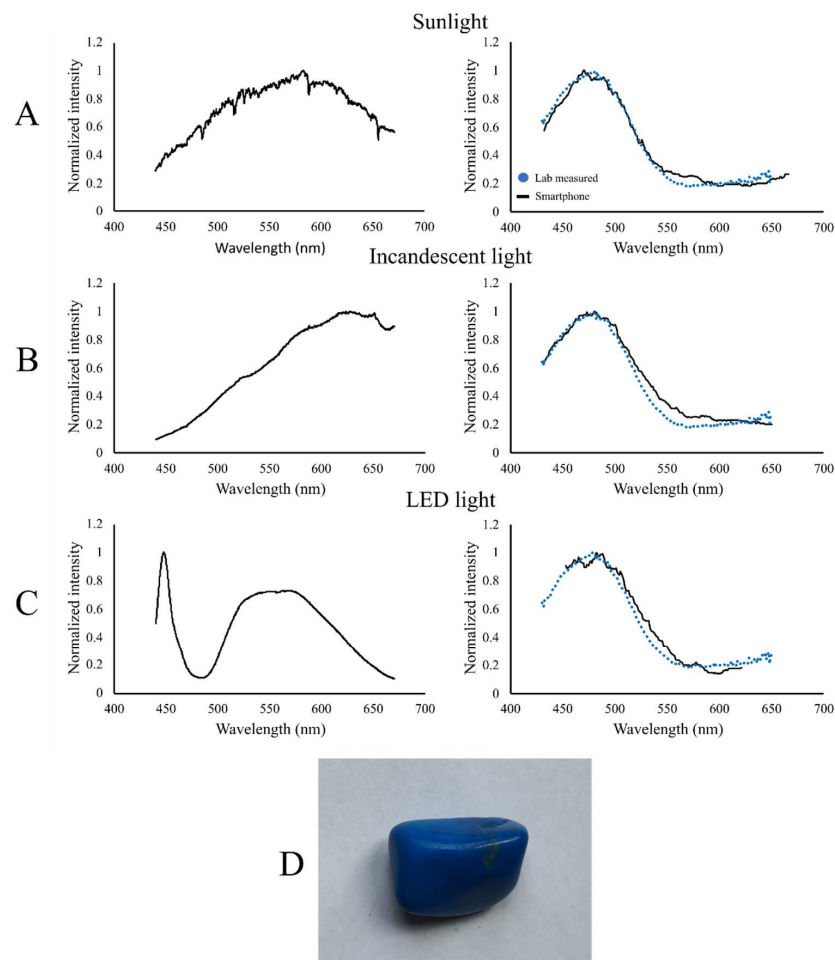 Sunlight
A
Normalized intensity
1.2
1
0.8
0.6
0.4
0.2
0
400 450 500 550 600 650 700
Wavelength (nm)
Normalized intensity
1.2
1
0.8
0.6
0.4
0.2
0
Lab measured
Smartphone
400 450 500 550 600 650 700
Wavelength (nm)
Incandescent light
B
Normalized intensity
1.2
1
0.8
0.6
0.4
0.2
0
400 450 500 550 600 650 700
Wavelength (nm)
Normalized intensity
1.2
1
0.8
0.6
0.4
0.2
0
400 450 500 550 600 650 700
Wavelength (nm)
LED light
C
Normalized intensity
1.2
1
0.8
0.6
0.4
0.2
0
400 450 500 550 600 650 700
Wavelength (nm)
Normalized intensity
1.2
1
0.8
0.6
0.4
0.2
0
400 450 500 550 600 650 700
Wavelength (nm)
D